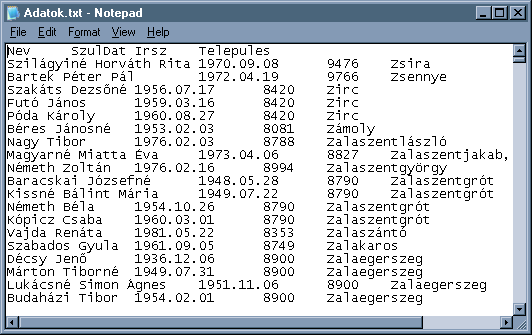 Adatok.txt - Notepad
File Edit Format View Help
Nev SzulDat Irsz Telepules
Szilágyiné Horváth Rita 1970.09.08 9476 Zsira
Bartek Péter Pál 1972.04.19 9766 Zsennye
Szakáts Dezsőné 1956.07.17 8420 Zirc
Futó János 1959.03.16 8420 Zirc
Póda Károly 1960.08.27 8420 Zirc
Béres Jánosné 1953.02.03 8081 Zámoly
Nagy Tibor 1976.02.03 8788 Zalaszentlászló
Magyarné Miatta Éva 1973.04.06 8827 Zalaszentjakab,
Németh Zoltán 1976.02.16 8994 Zalaszentgyörgy
Baracskai Józsefné 1948.05.28 8790 Zalaszentgrót
Kissné Bálint Mária 1949.07.22 8790 Zalaszentgrót
Németh Béla 1954.10.26 8790 Zalaszentgrót
Kópicz Csaba 1960.03.01 8790 Zalaszentgrót
Vajda Renáta 1981.05.22 8353 Zalaszántó
Szabados Gyula 1961.09.05 8749 Zalakaros
Décsy Jenő 1936.12.06 8900 Zalaegerszeg
Márton Tiborné 1949.07.31 8900 Zalaegerszeg
Lukácsné Simon Ágnes 1951.11.06 8900 Zalaegerszeg
Budaházi Tibor 1954.02.01 8900 Zalaegerszeg